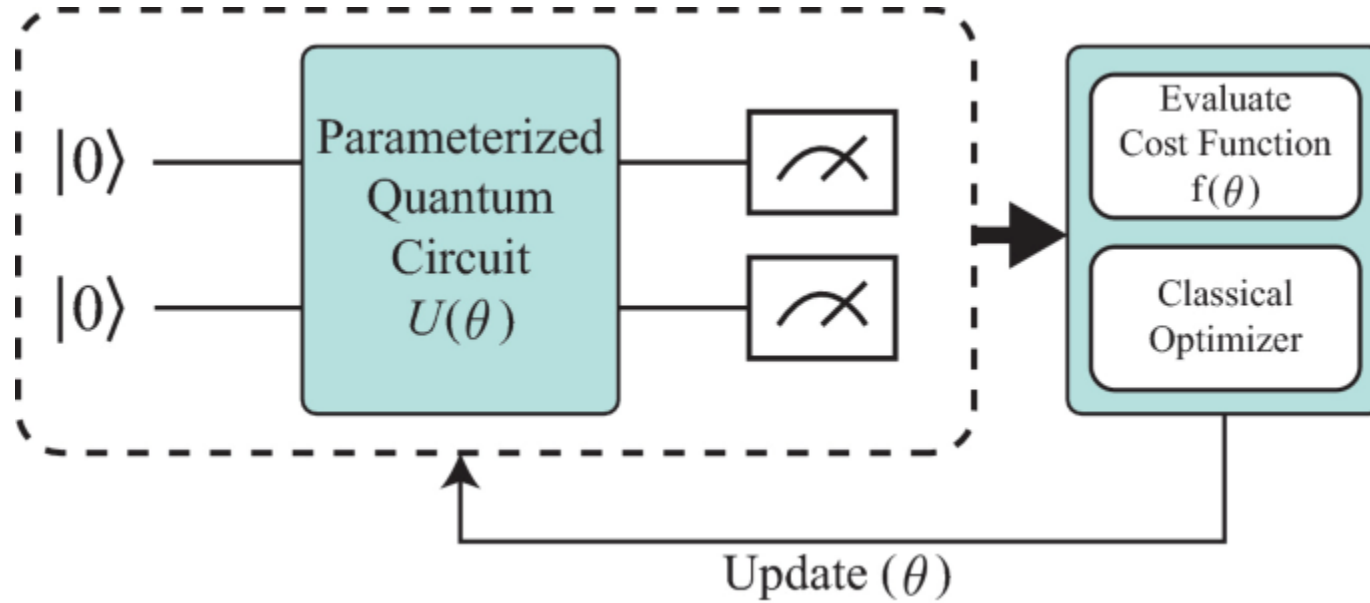 |0⟩
|0⟩
Parameterized
Quantum
Circuit
U(θ)
Evaluate
Cost Function
f(θ)
Classical
Optimizer
Update (θ)